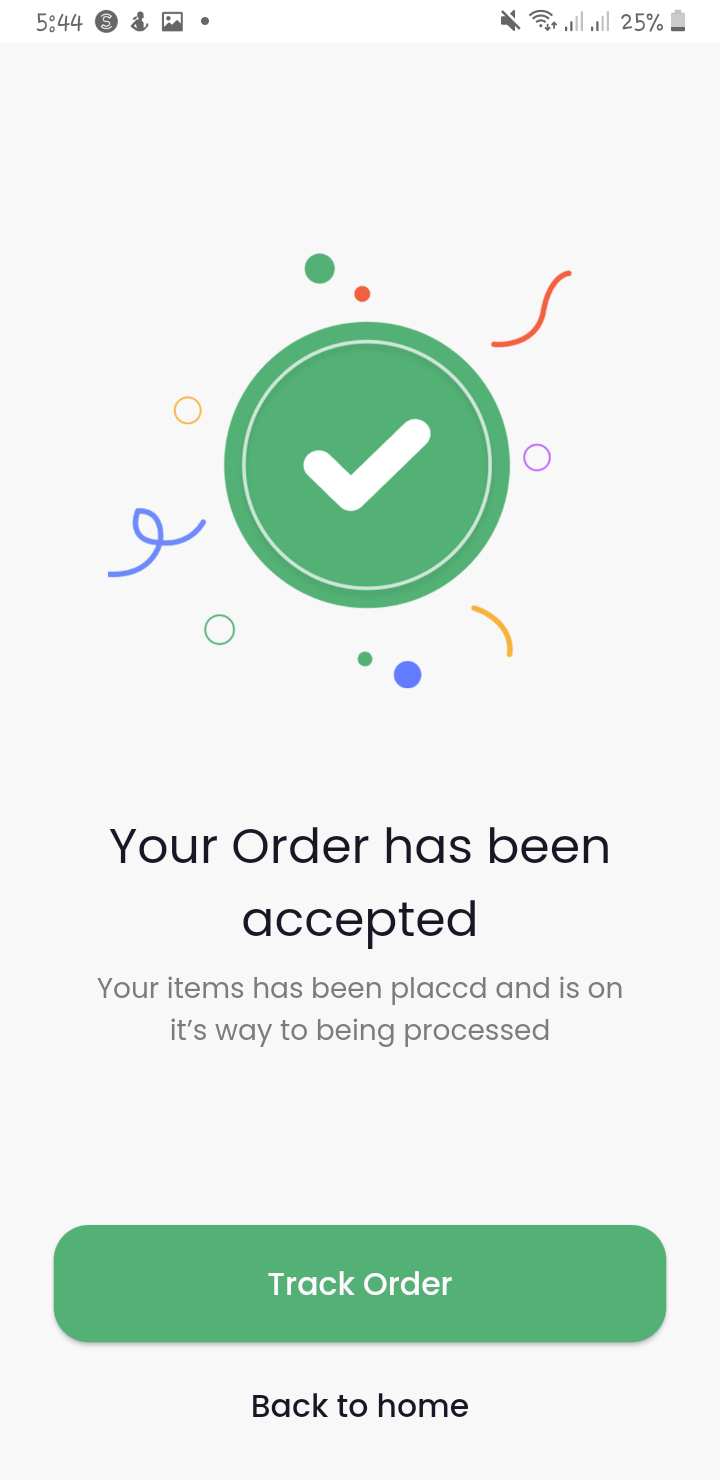 5:44
25%
Your Order has been
accepted
Your items has been placcd and is on
it’s way to being processed
Track Order
Back to home